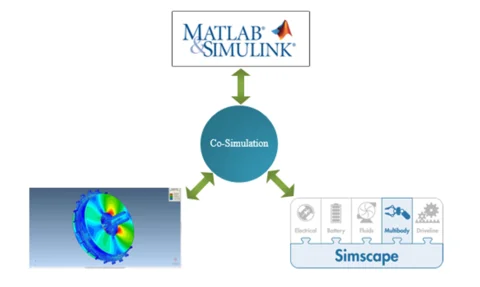 MATLAB®
&SIMULINK®
Co-Simulation
Electrical Battery Fluids Multibody Driveline
Simscape